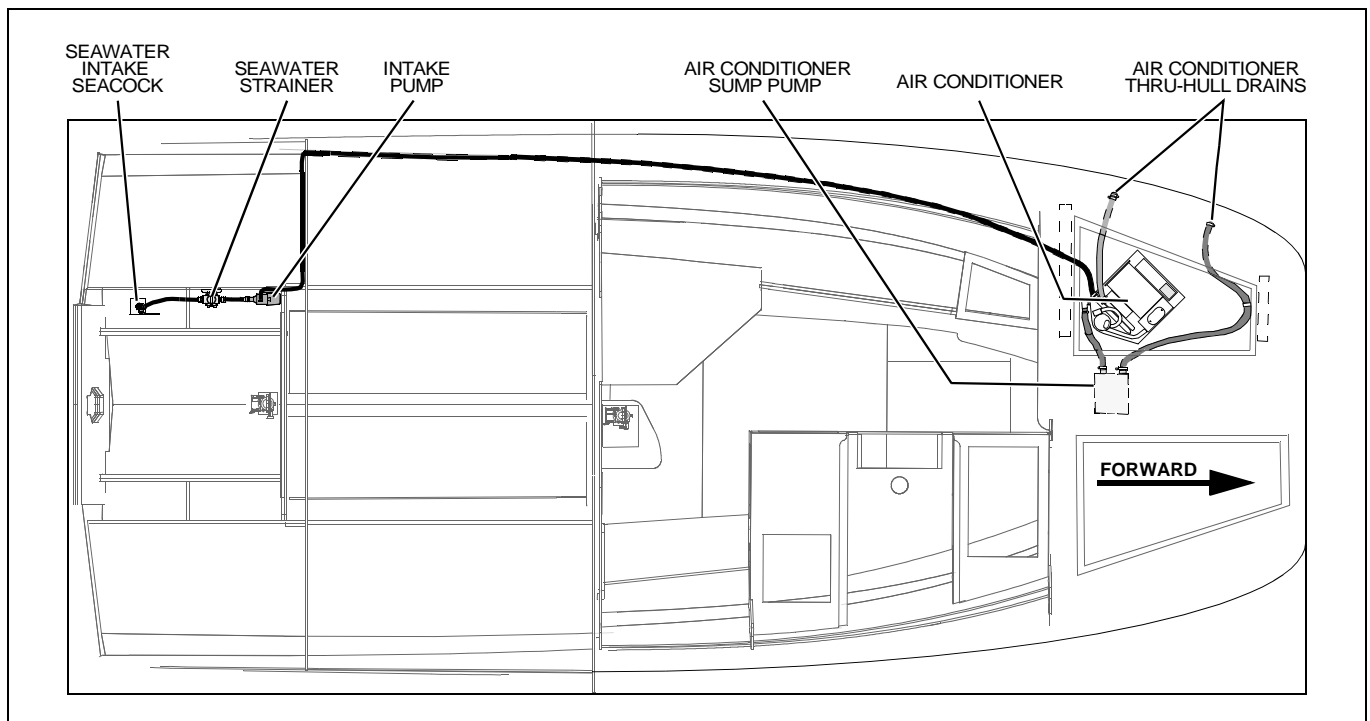 SEAWATER
INTAKE
SEACOCK
SEAWATER
STRAINER
INTAKE
PUMP
AIR CONDITIONER
SUMP PUMP
AIR CONDITIONER
AIR CONDITIONER
THRU-HULL DRAINS
FORWARD